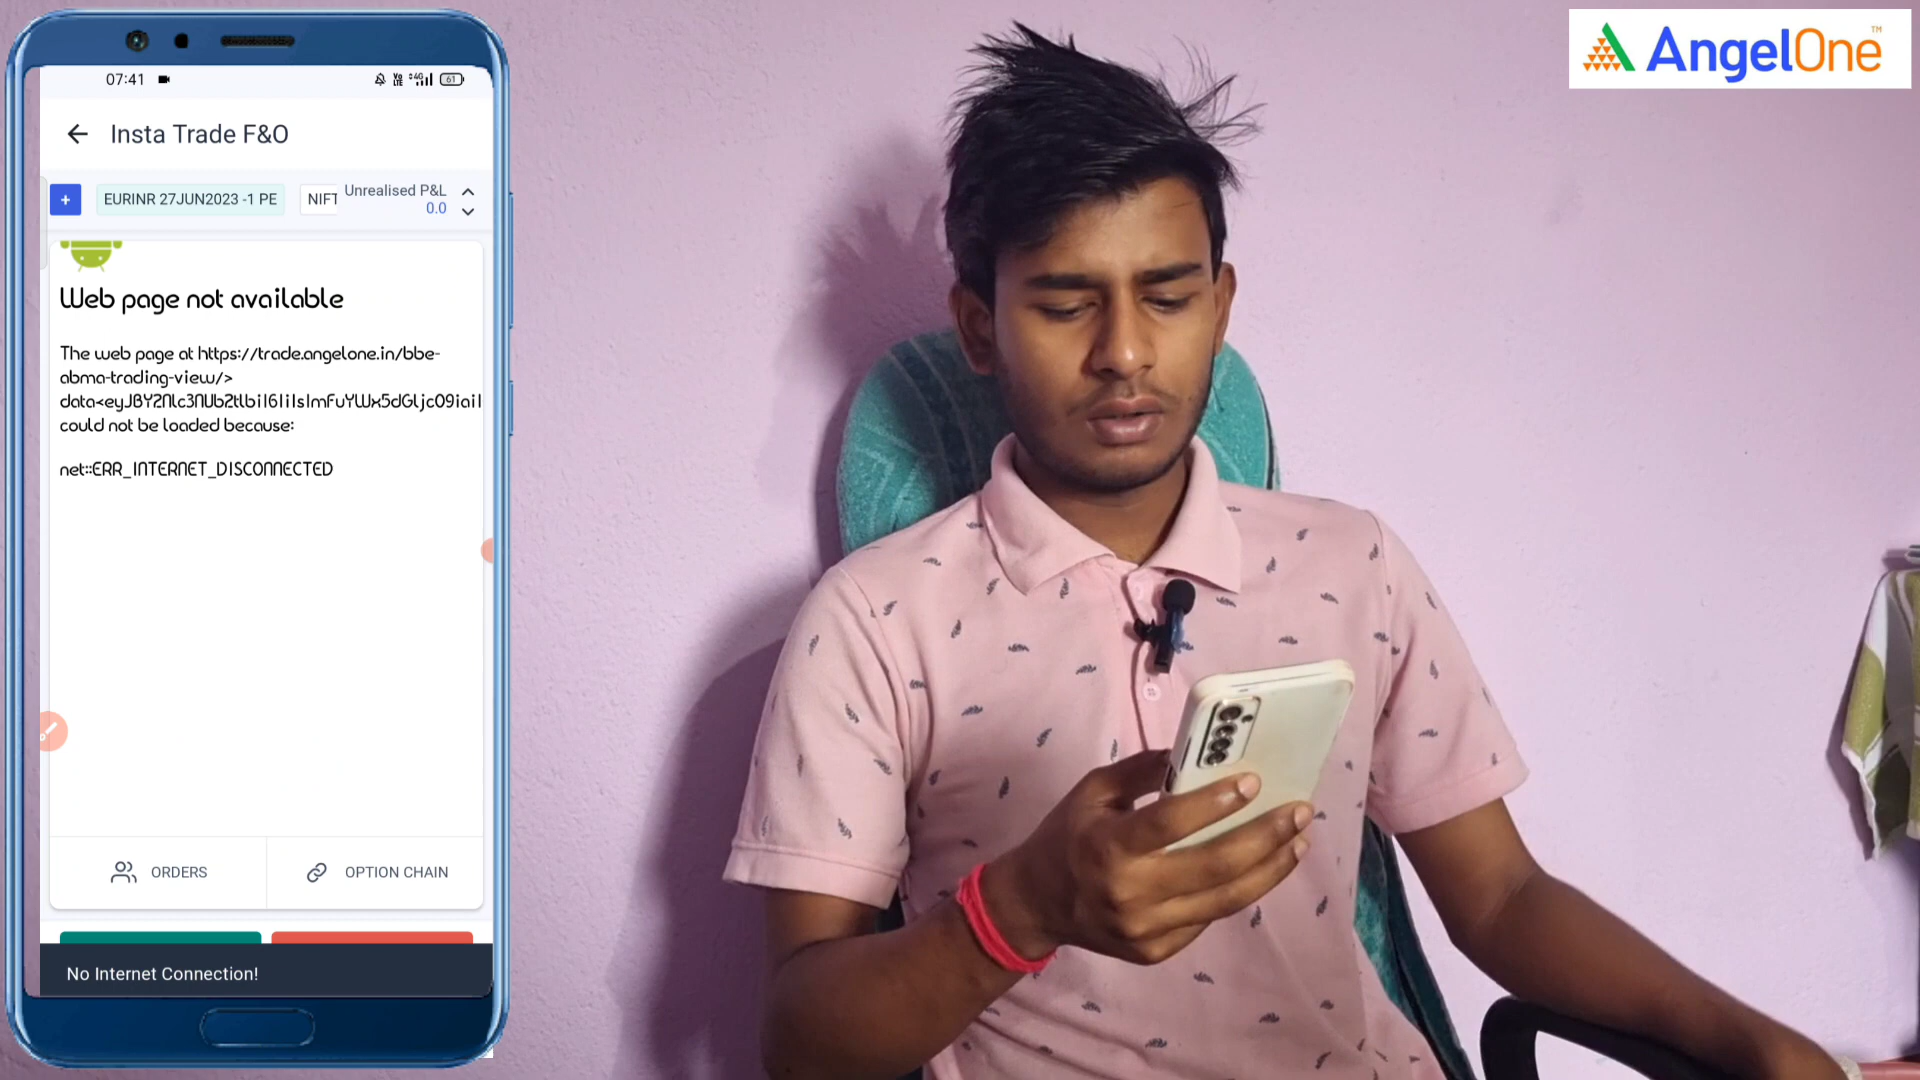 AngelOne™
07:41
61
Insta Trade F&O
+
EURINR 27JUN2023 -1 PE
NIFT
Unrealised P&L
0.0
Web page not available
The web page at https://trade.angelone.in/bbe-
abma-trading-view/>
could not be loaded because:
net::ERR_INTERNET_DISCONNECTED
ORDERS
OPTION CHAIN
No Internet Connection!